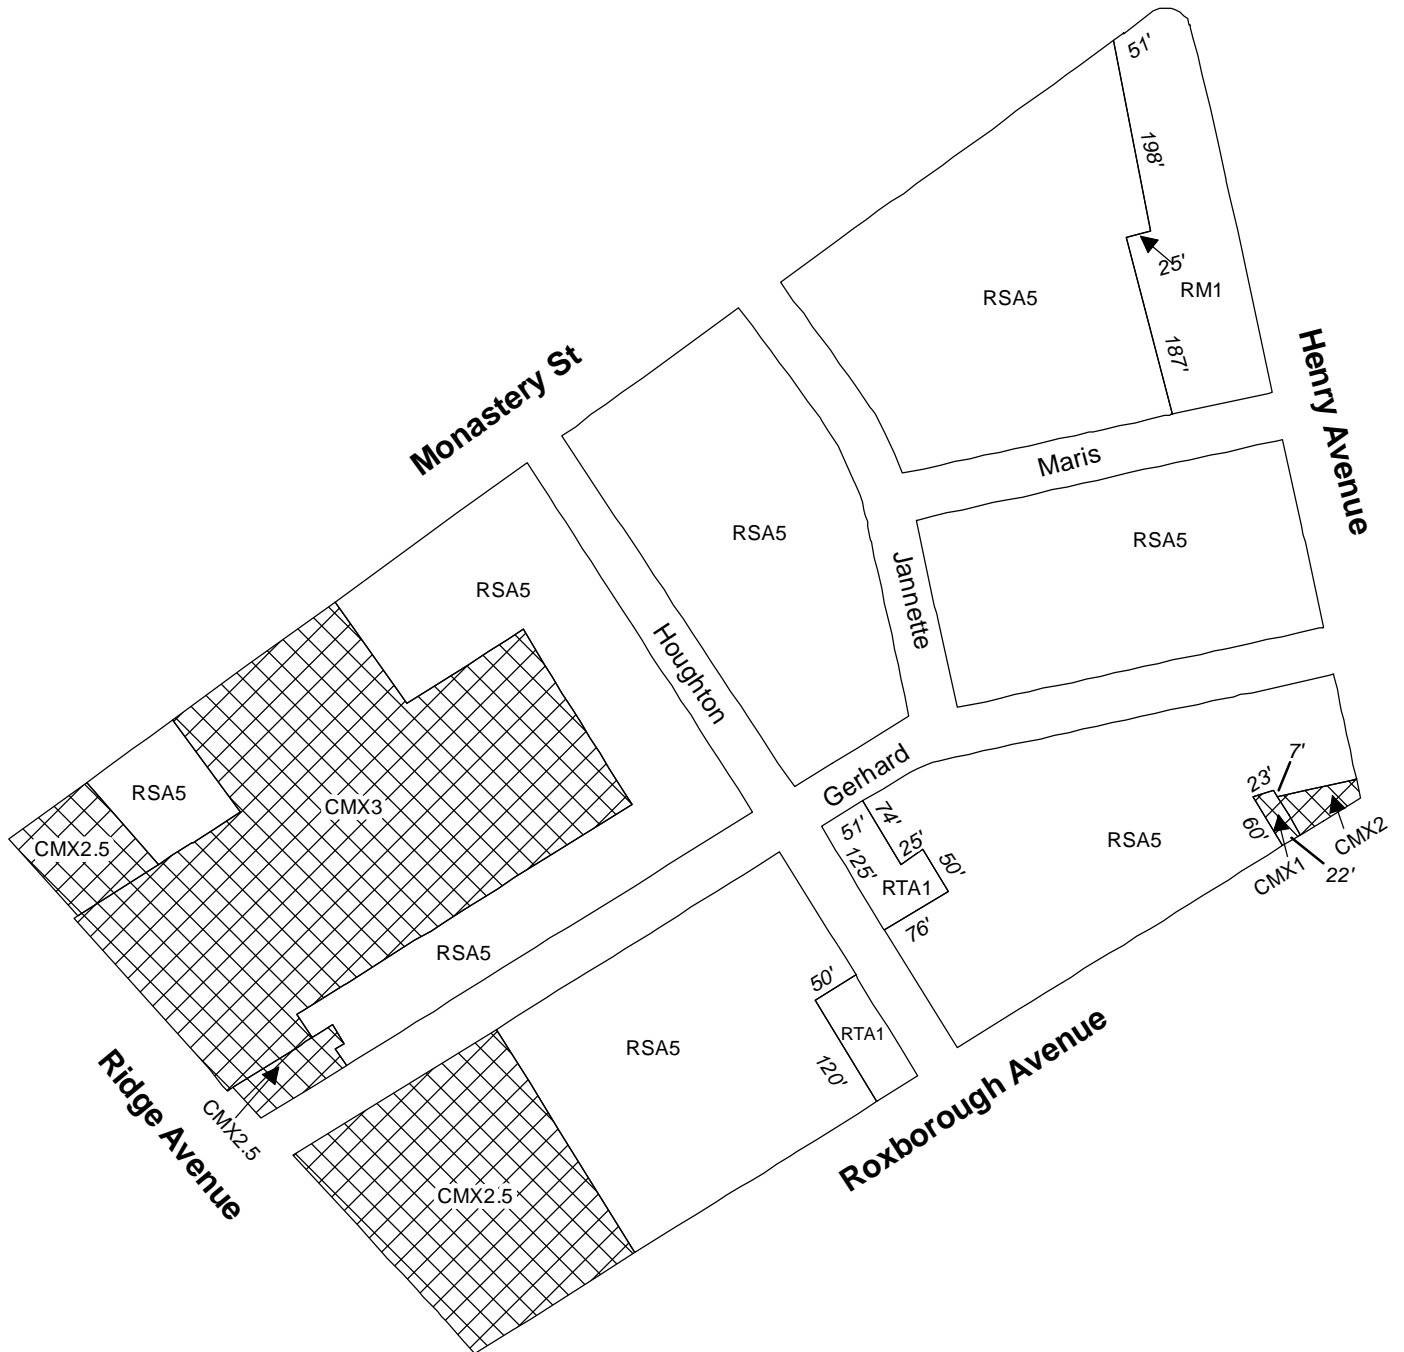 51'
198'
25'
RSA5
RM1
187'
Henry Avenue
Monastery St
Maris
RSA5
RSA5
Jannette
RSA5
Houghton
Gerhard
7'
23'
RSA5
CMX3
74'
51'
25'
50'
125'
RTA1
76'
RSA5
60'
CMX2
CMX1
22'
CMX2.5
RSA5
50'
RTA1
120'
RSA5
Roxborough Avenue
Ridge Avenue
CMX2.5
CMX2.5